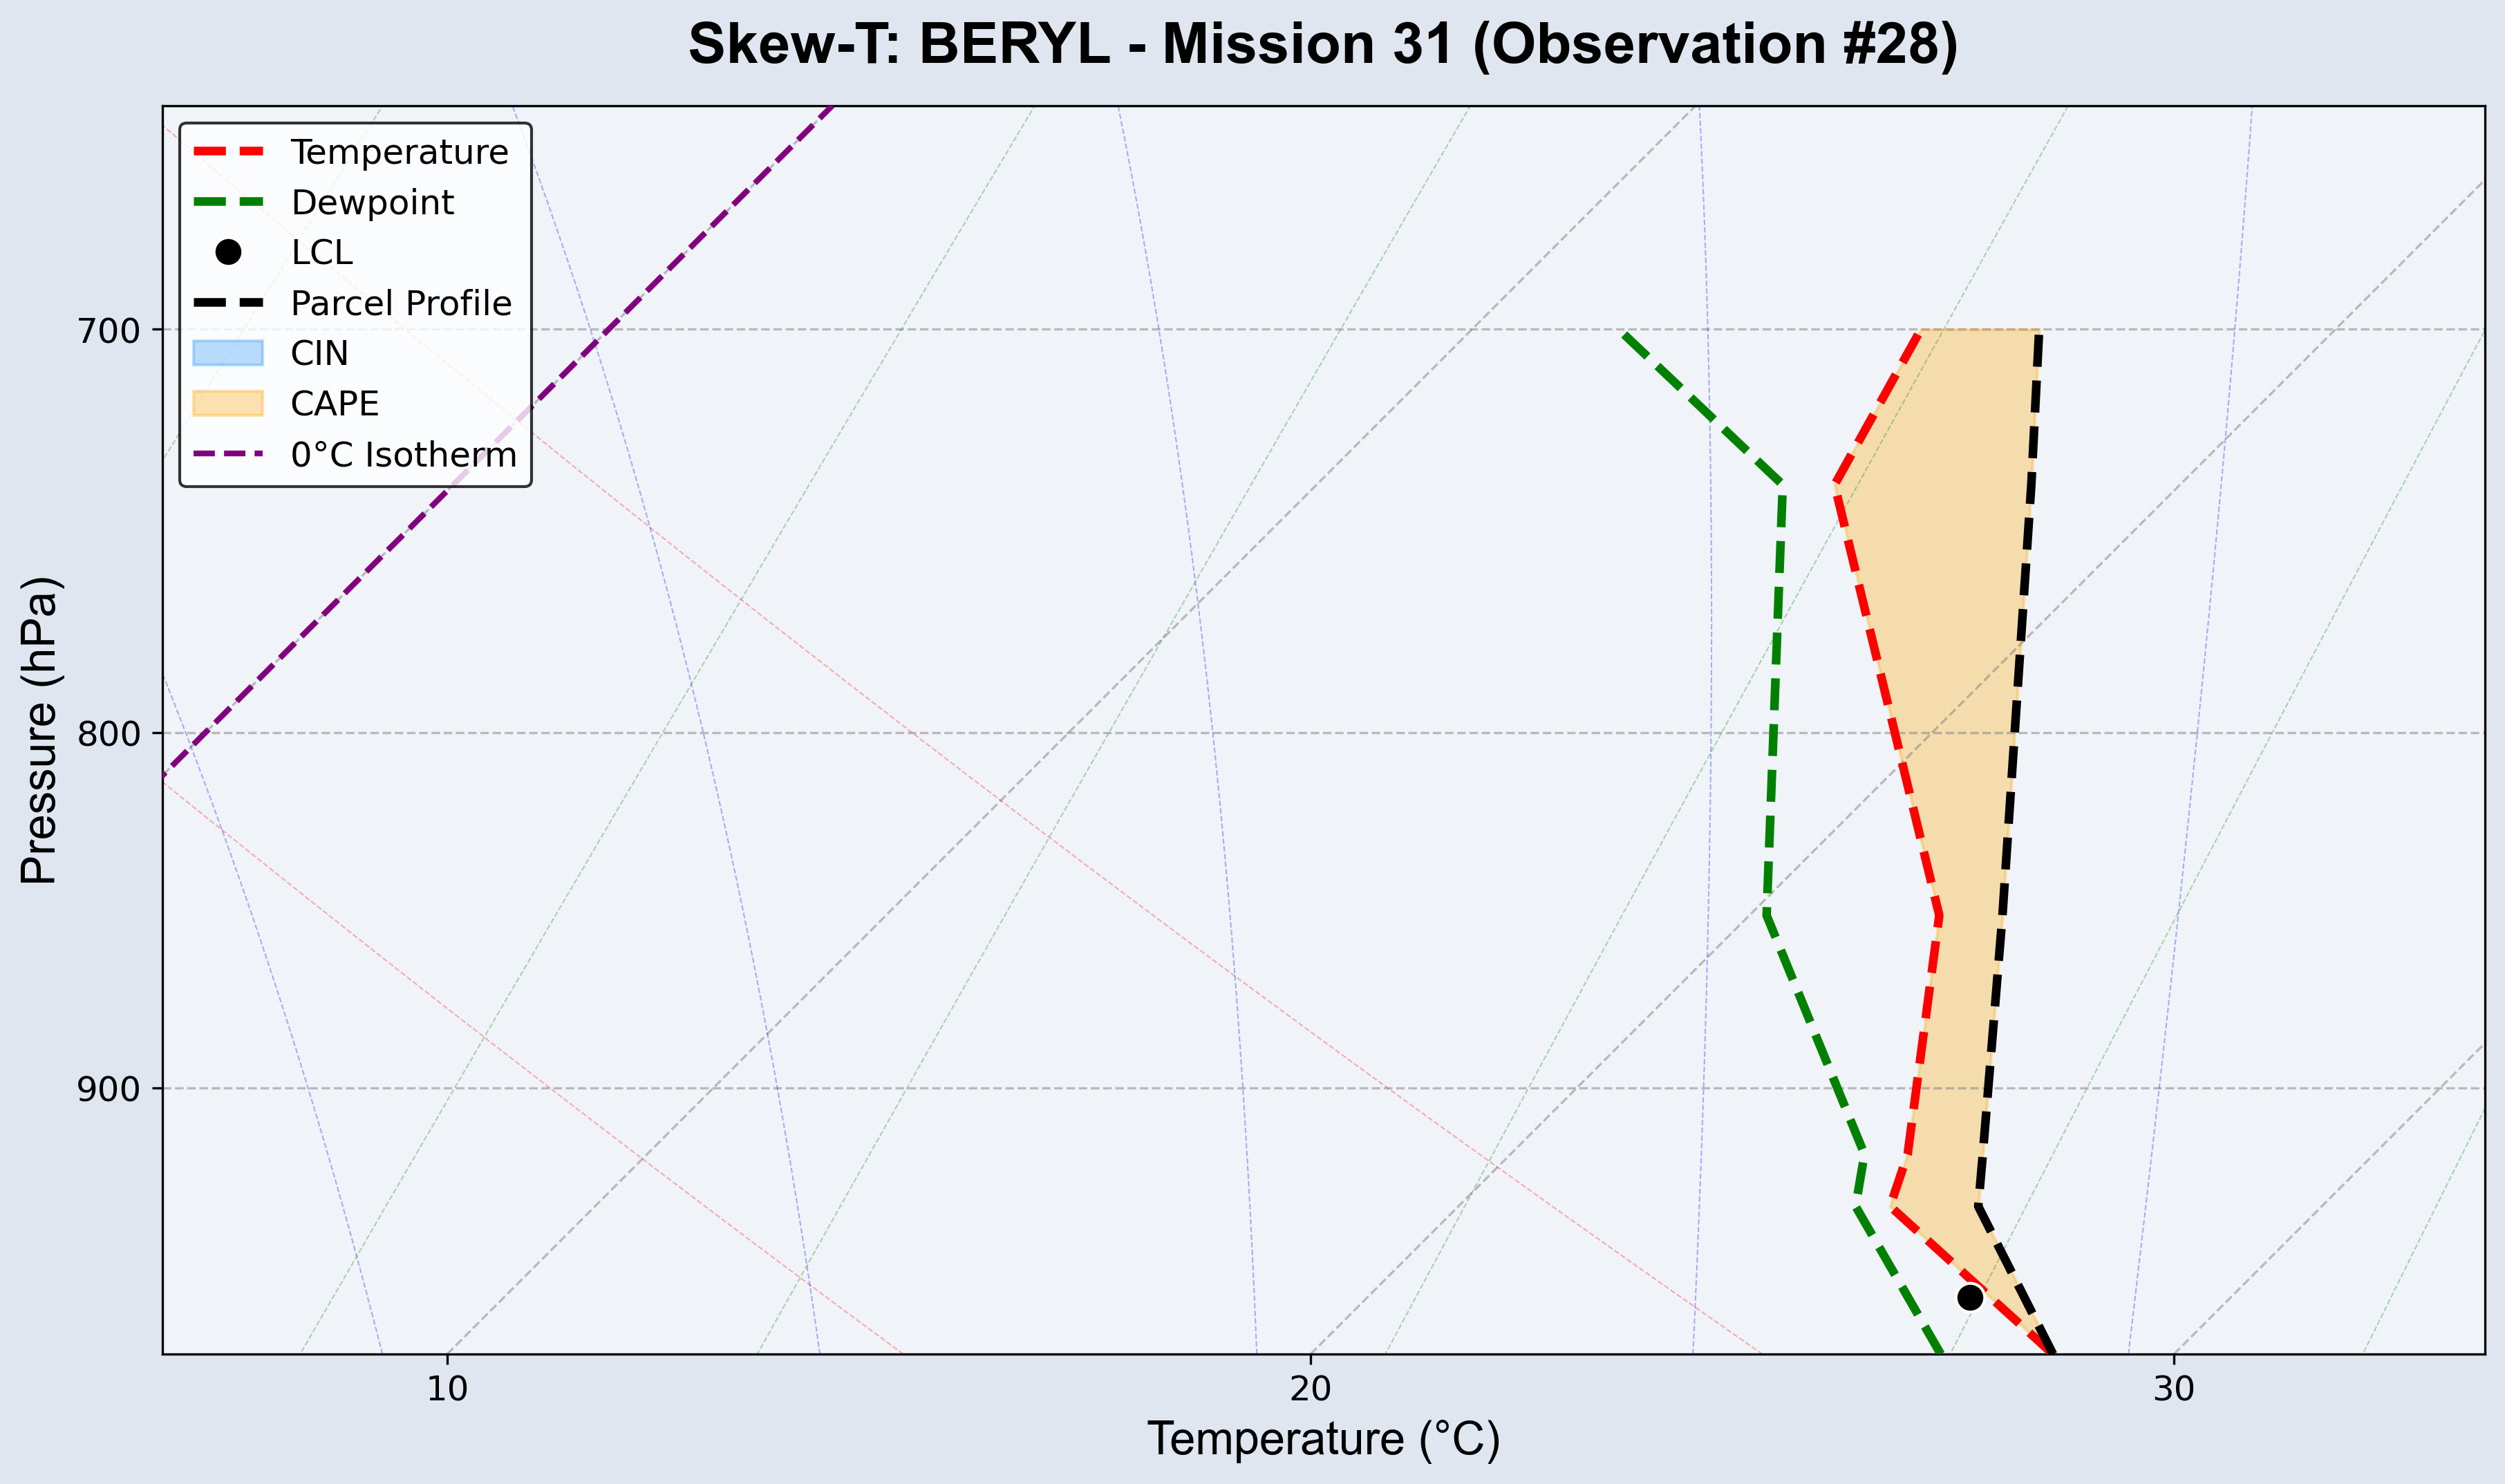 Skew-T: BERYL - Mission 31 (Observation #28)
Temperature
Dewpoint
LCL
Parcel Profile
CIN
CAPE
0°C Isotherm
700
800
900
Pressure (hPa)
10
20
30
Temperature (°C)